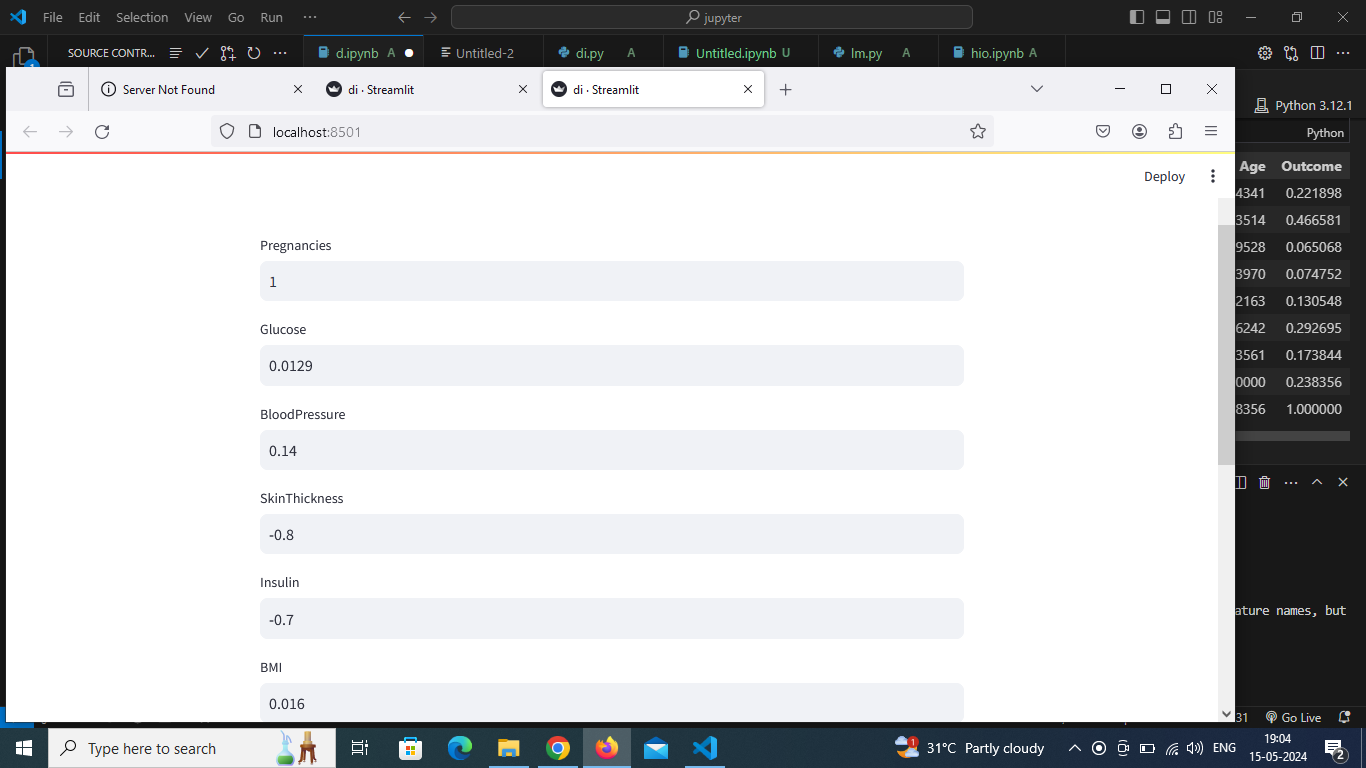 File Edit Selection View Go Run ··· jupyter
SOURCE CONTR... d.ipynb A Untitled-2 di.py A Untitled.ipynb U lm.py A hio.ipynb A
1
Server Not Found di · Streamlit di · Streamlit
Python 3.12.1
localhost:8501
Python
Deploy
Age Outcome
4341 0.221898
3514 0.466581
9528 0.065068
3970 0.074752
2163 0.130548
6242 0.292695
3561 0.173844
0000 0.238356
8356 1.000000
Pregnancies
1
Glucose
0.0129
BloodPressure
0.14
SkinThickness
-0.8
Insulin
-0.7
ature names, but
BMI
0.016
31 Go Live
Type here to search
1 31°C Partly cloudy ENG 19:04
15-05-2024
2